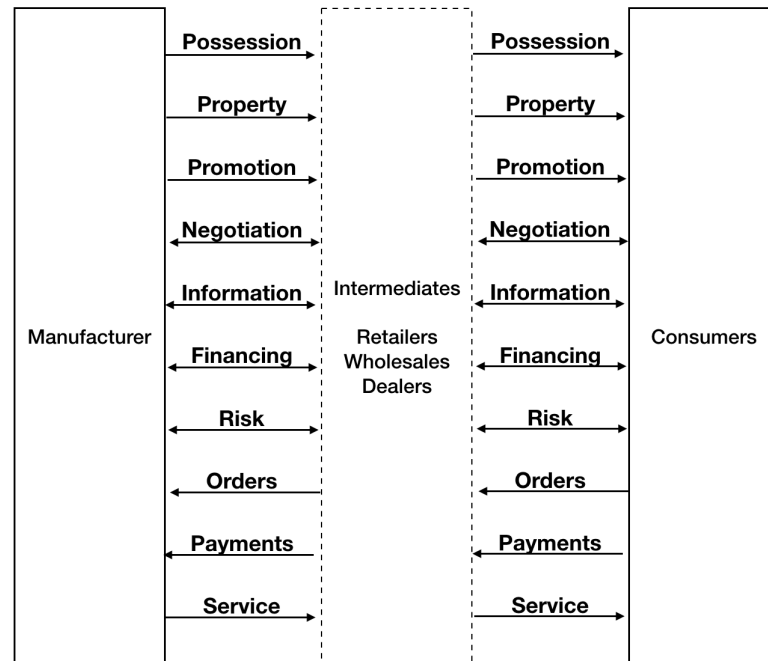 Possession Possession
Property Property
Promotion Promotion
Negotiation Negotiation
Information Intermediates Information
Manufacturer Retailers Consumers
Financing Wholesales Financing
Dealers
Risk Risk
Orders Orders
Payments Payments
Service Service